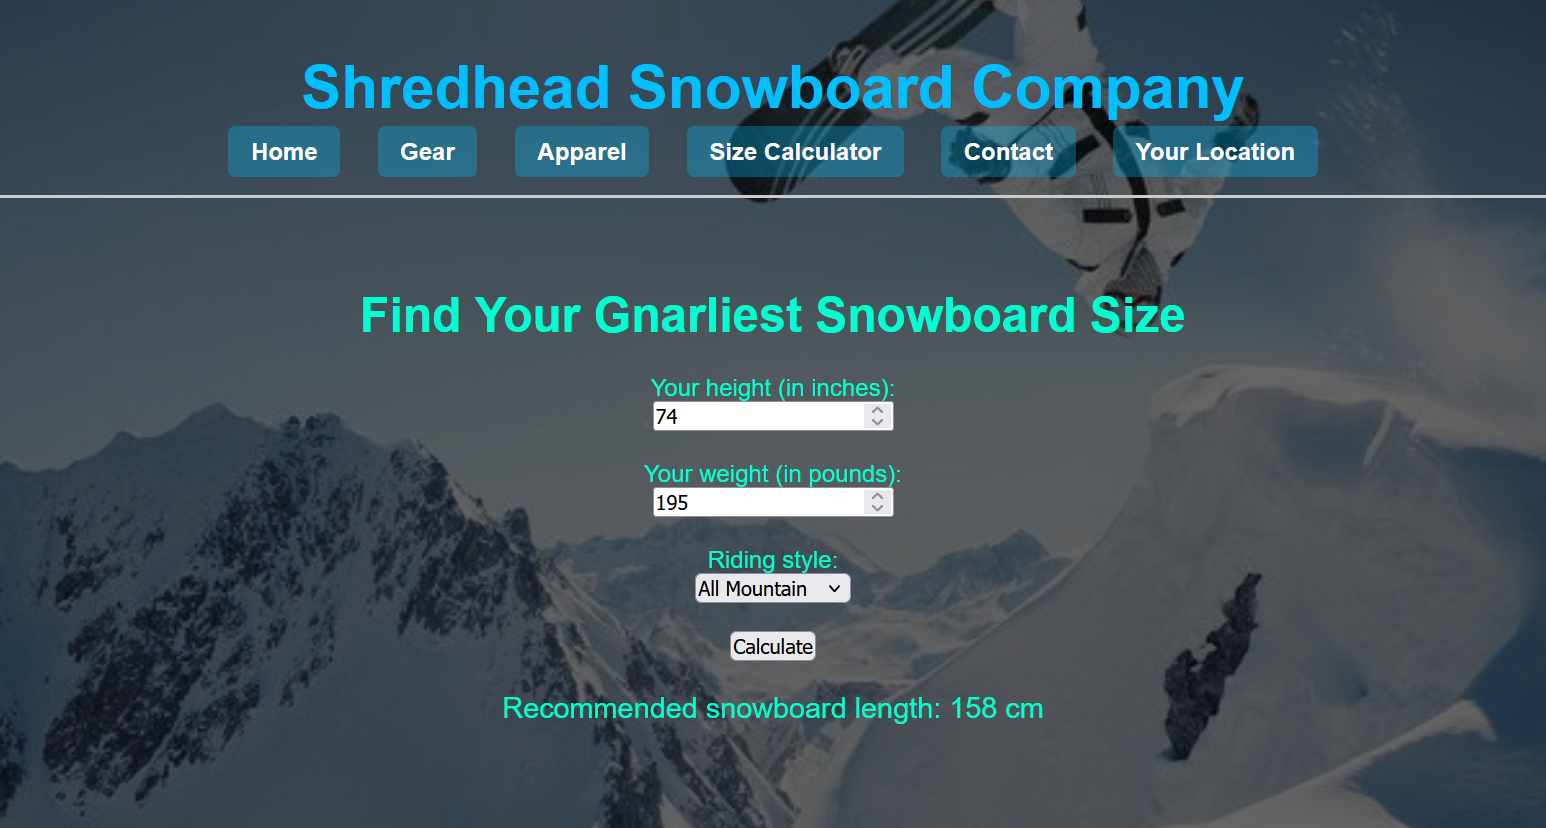 Shredhead Snowboard Company
Home Gear Apparel Size Calculator Contact Your Location
Find Your Gnarliest Snowboard Size
Your height (in inches):
74
Your weight (in pounds):
195
Riding style:
All Mountain
Calculate
Recommended snowboard length: 158 cm